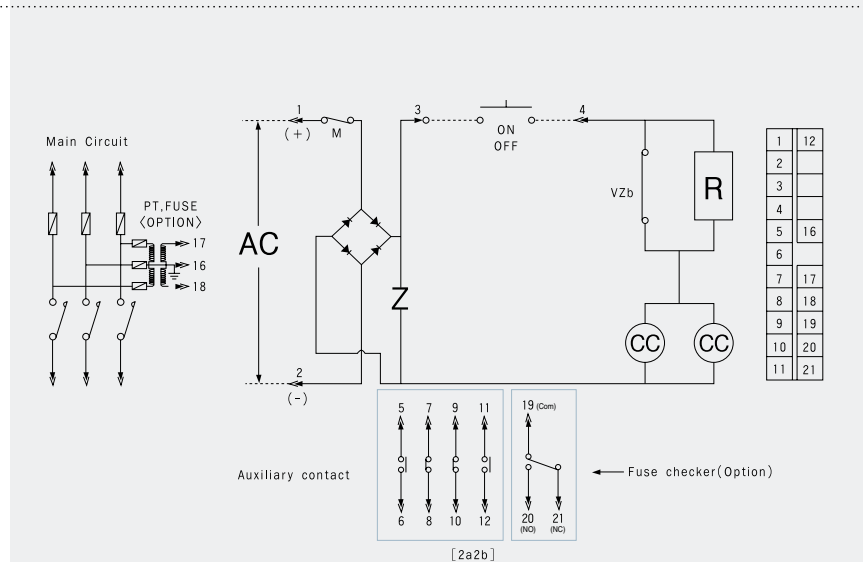 Main Circuit
PT,FUSE
〈OPTION〉
17
16
18
AC
1
(+)
M
2
(-)
3
ON
OFF
4
Z
VZb
R
CC CC
1 12
2
3
4
5 16
6
7 17
8 18
9 19
10 20
11 21
Auxiliary contact
5 7 9 11
6 8 10 12
[2a2b]
19 (Com)
20 21
(NO) (NC)
Fuse checker(Option)